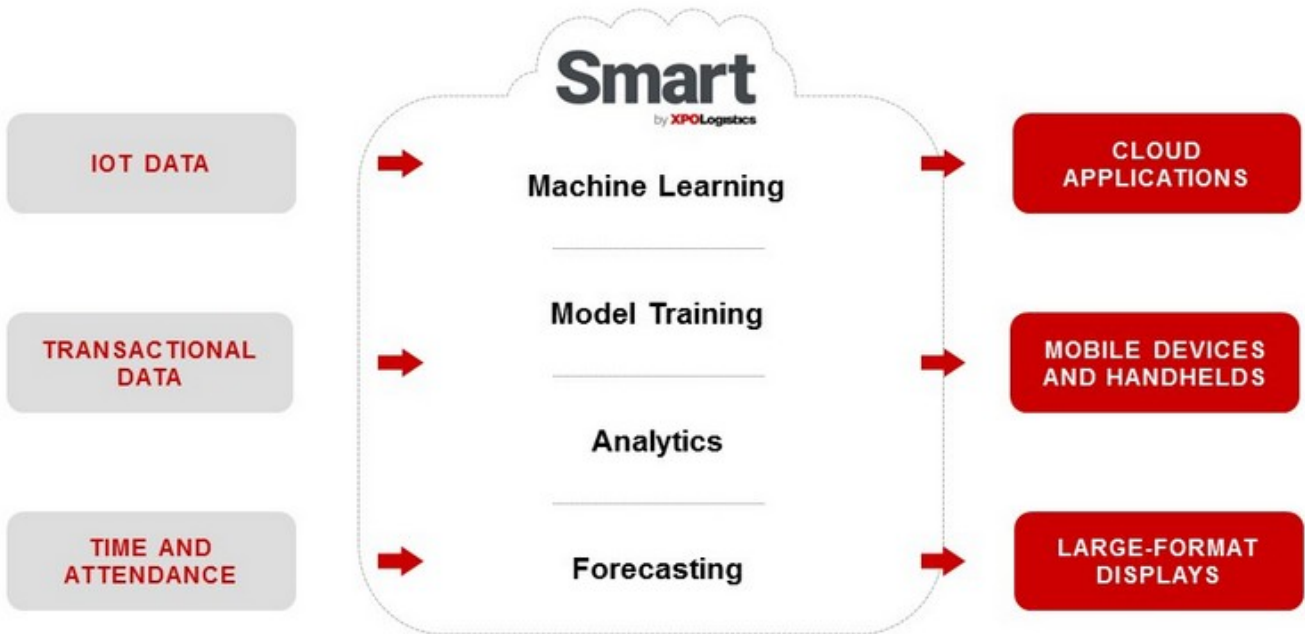 Smart
by XPOLogistics
IOT DATA
TRANSACTIONAL
DATA
TIME AND
ATTENDANCE
Machine Learning
Model Training
Analytics
Forecasting
CLOUD
APPLICATIONS
MOBILE DEVICES
AND HANDHELDS
LARGE-FORMAT
DISPLAYS